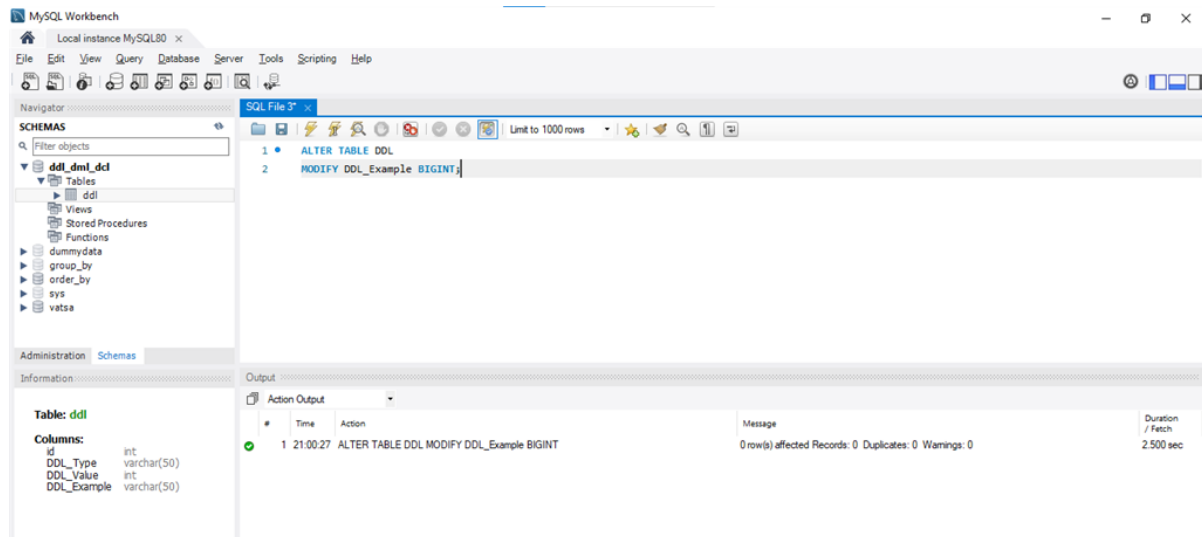 MySQL Workbench
Local instance MySQL80
File Edit View Query Database Server Tools Scripting Help
Navigator
SCHEMAS
Filter objects
ddl_dml_dcl
Tables
ddl
Views
Stored Procedures
Functions
dummydata
group_by
order_by
sys
vatsa
Administration Schemas
Information
Table: ddl
Columns:
id int
DDL_Type varchar(50)
DDL_Value int
DDL_Example varchar(50)
SQL File 3*
Limit to 1000 rows
1 ALTER TABLE DDL
2 MODIFY DDL_Example BIGINT;
Output
Action Output
# Time Action Message Duration / Fetch
1 21:00:27 ALTER TABLE DDL MODIFY DDL_Example BIGINT 0 row(s) affected Records: 0 Duplicates: 0 Warnings: 0 2.500 sec